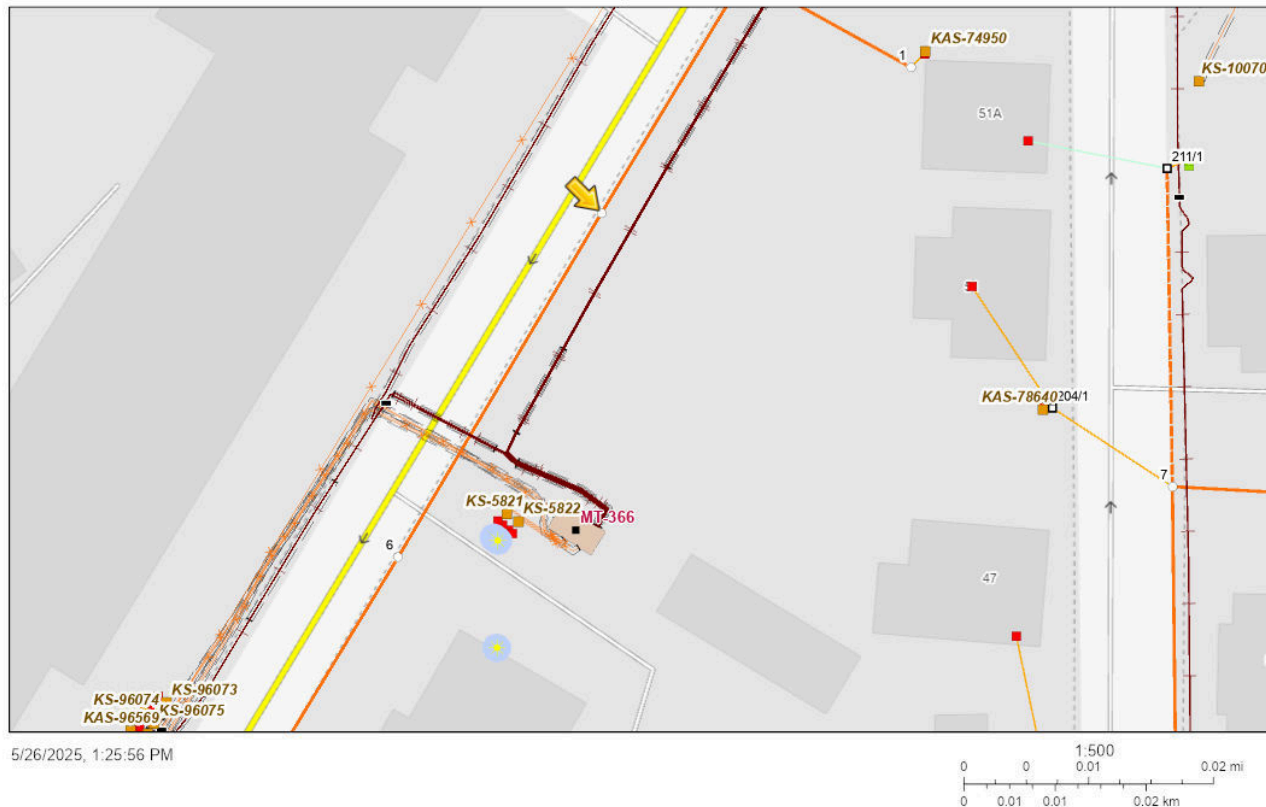 KAS-74950
1
KS-10070
51A
211/1
KAS-78640
204/1
7
KS-5821
KS-5822
MT-366
6
47
KS-96073
KS-96074
KS-96075
KAS-96569
5/26/2025, 1:25:56 PM
1:500
0 0 0.01 0.02 mi
0 0.01 0.01 0.02 km